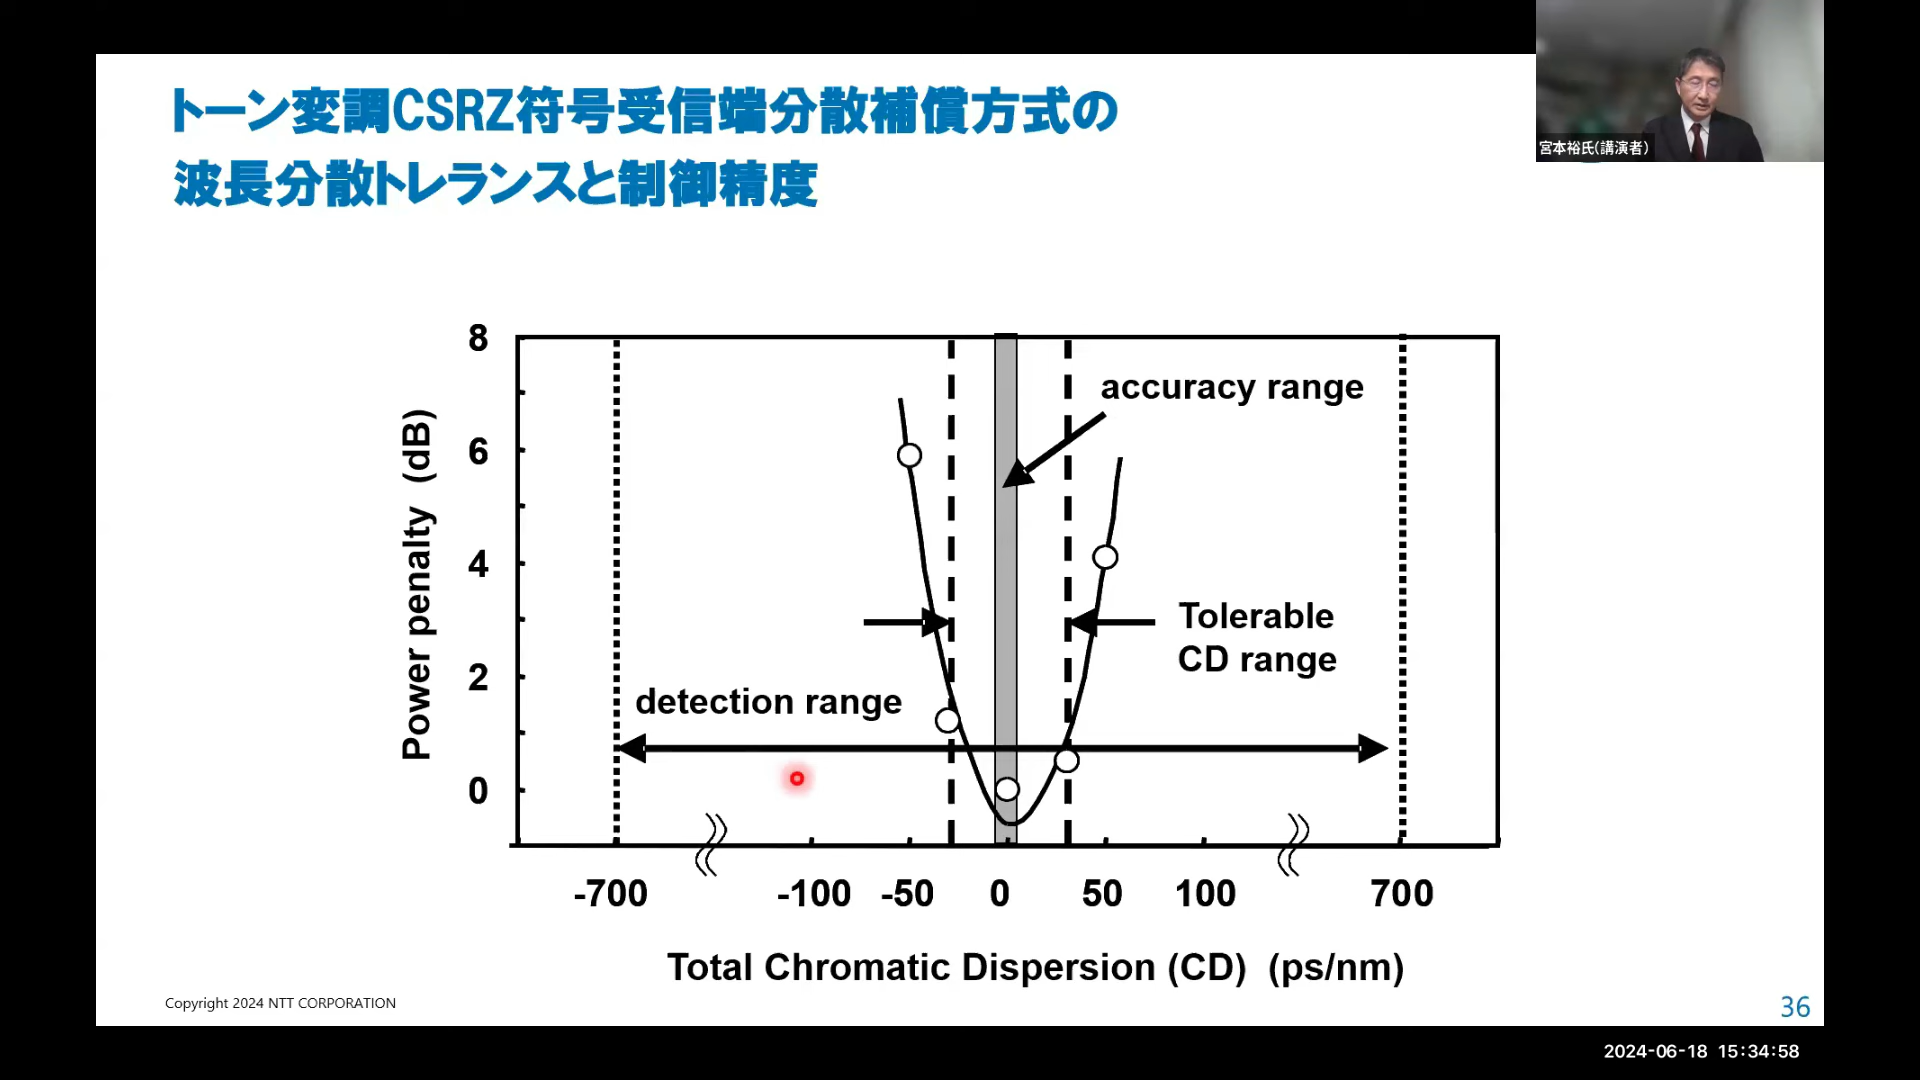 トーン変調CSRZ符号受信端分散補償方式の
波長分散トレランスと制御精度
宮本裕氏(講演者)
8
6
4
2
0
Power penalty (dB)
accuracy range
Tolerable
CD range
detection range
-700 -100 -50 0 50 100 700
Total Chromatic Dispersion (CD) (ps/nm)
Copyright 2024 NTT CORPORATION
36
2024-06-18 15:34:58